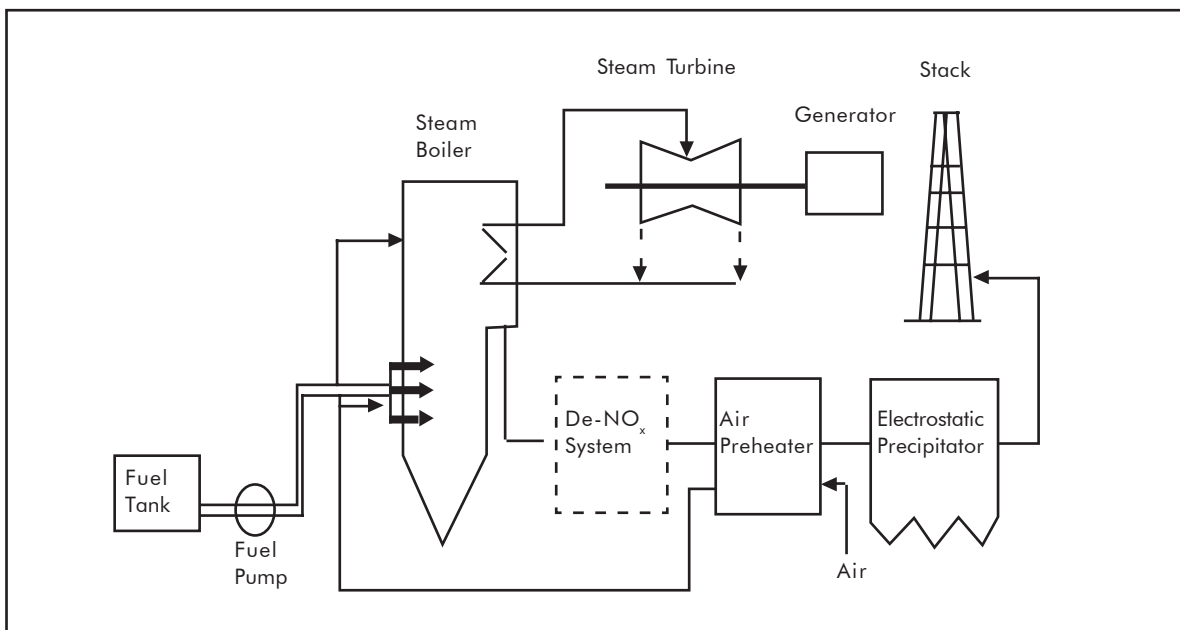 Steam Turbine
Stack
Generator
Steam
Boiler
De-NOx
System
Air
Preheater
Electrostatic
Precipitator
Fuel
Tank
Fuel
Pump
Air